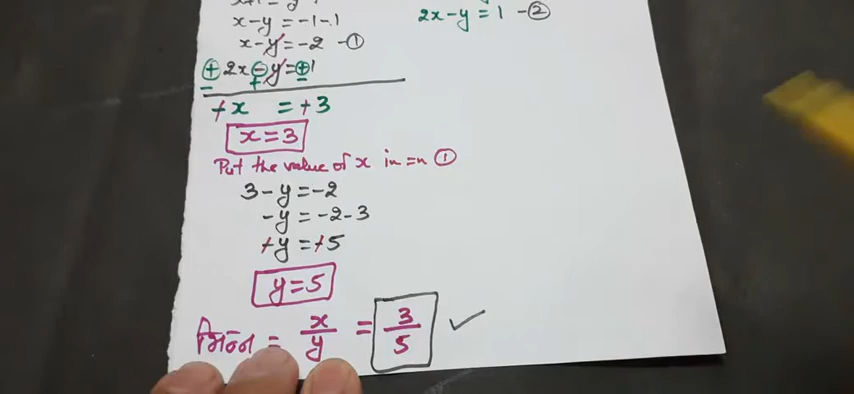 x-y = -1-1
2x-y = 1 -②
x-y = -2 -①
2x - y = 1
-x = -3
x = 3
Put the value of x in =n ①
3-y = -2
-y = -2-3
-y = -5
y = 5
भिन्न = x/y = 3/5 ✓